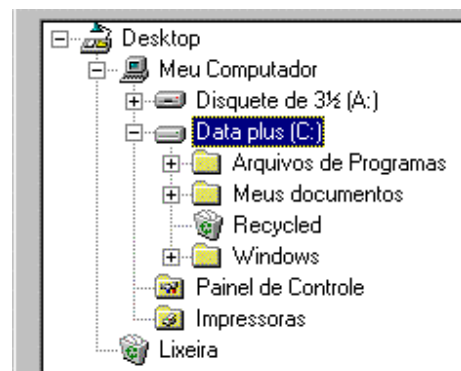 Desktop
Meu Computador
Disquete de 3½ (A:)
Data plus (C:)
Arquivos de Programas
Meus documentos
Recycled
Windows
Painel de Controle
Impressoras
Lixeira